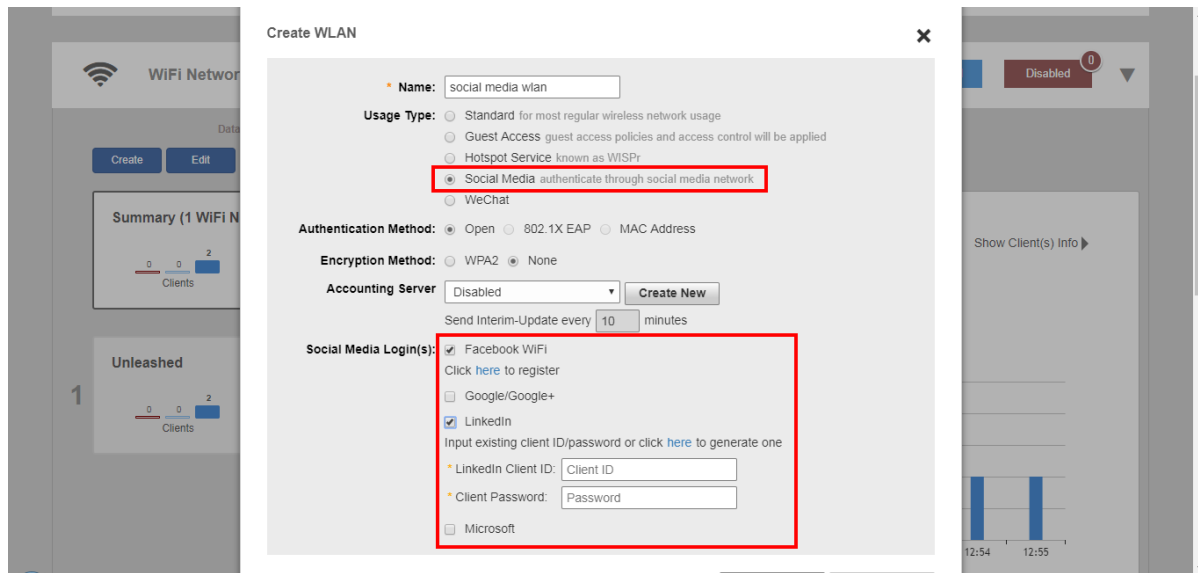 Create WLAN
WiFi Networ
Disabled
0
* Name: social media wlan
Usage Type: Standard for most regular wireless network usage
Guest Access guest access policies and access control will be applied
Hotspot Service known as WISPr
Social Media authenticate through social media network
WeChat
Data
Create Edit
Summary (1 WiFi N
0 0 2
Clients
Authentication Method: Open 802.1X EAP MAC Address
Show Client(s) Info
Encryption Method: WPA2 None
Accounting Server Disabled Create New
Send Interim-Update every 10 minutes
Social Media Login(s): Facebook WiFi
Click here to register
Google/Google+
LinkedIn
Input existing client ID/password or click here to generate one
* LinkedIn Client ID: Client ID
* Client Password: Password
Microsoft
Unleashed
1
0 0 2
Clients
12:54 12:55